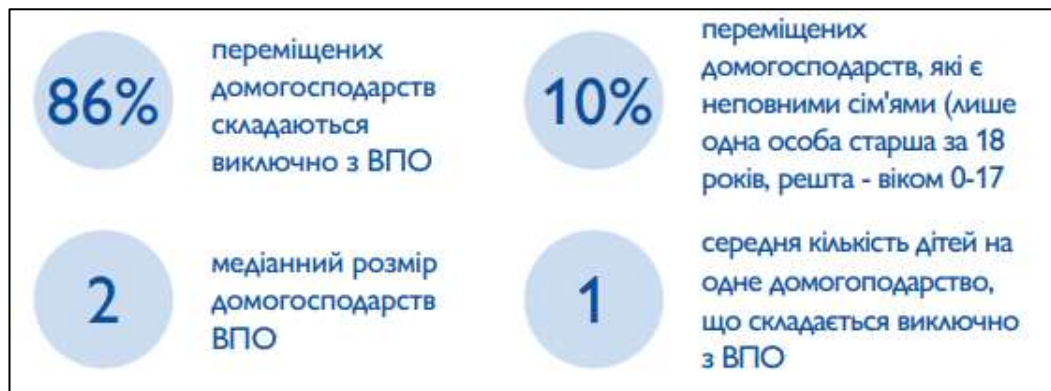 86%
переміщених
домогосподарств
складаються
виключно з ВПО
10%
переміщених
домогосподарств, які є
неповними сім'ями (лише
одна особа старша за 18
років, решта - віком 0-17
2
медіанний розмір
домогосподарств
ВПО
1
середня кількість дітей на
одне домогоподарство,
що складається виключно
з ВПО